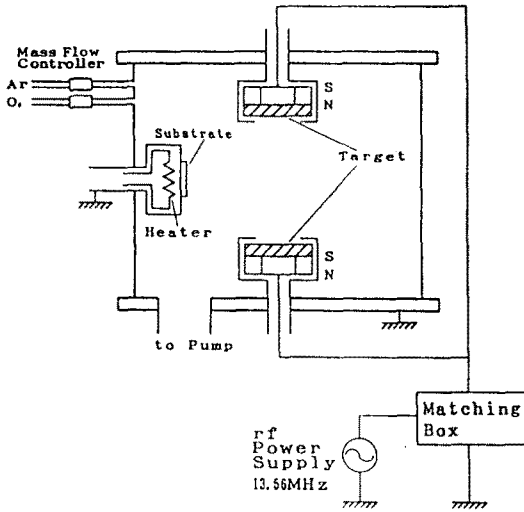 Mass Flow
Controller
Ar
O₂
S
N
Substrate
Target
Heater
S
N
to Pump
Matching
Box
rf
Power
Supply
13.56MHz